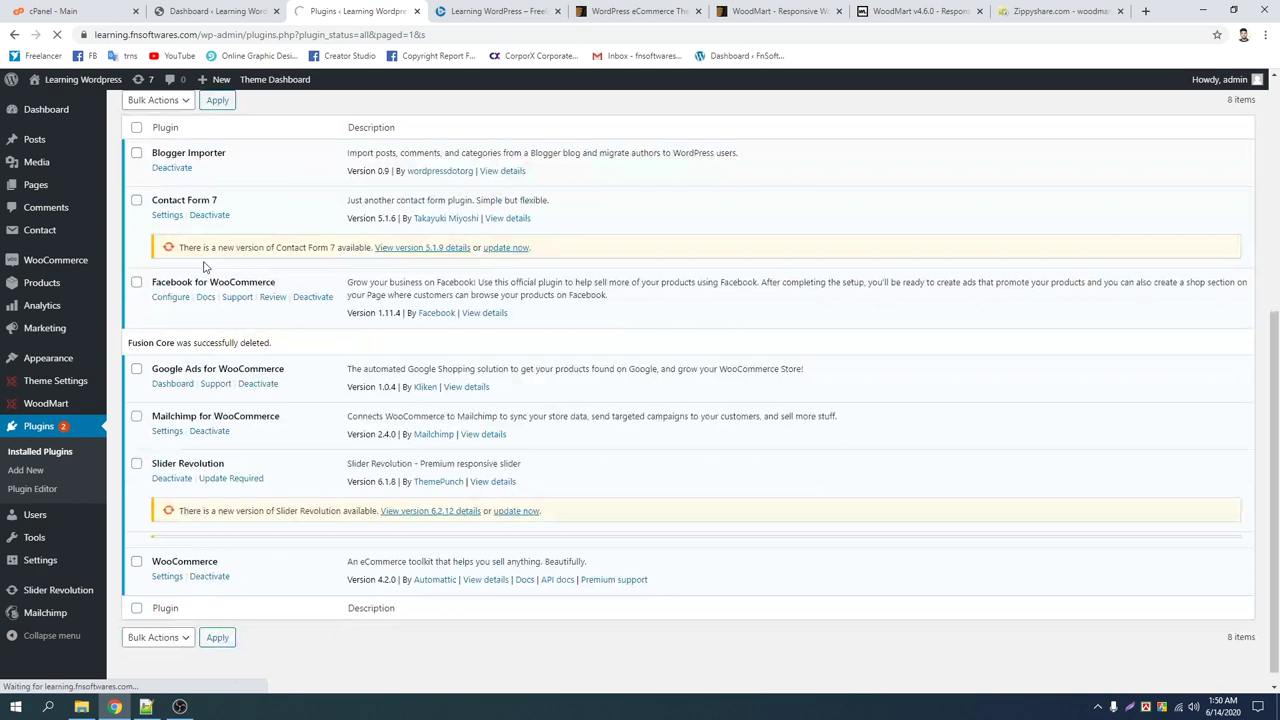 cPanel - Main
Dashboard ‹ Learning Wordpress
Plugins ‹ Learning Wordpress
Learning WordPress – Freelan
WordPress eCommerce The
WoodMart - Responsive Wo
WoodMart v4.6.0 - Respons
Zippyshare.com - woodmar
learning.fnsoftwares.com/wp-admin/plugins.php?plugin_status=all&paged=1&s
Freelancer
FB
trns
YouTube
Online Graphic Desi...
Creator Studio
Copyright Report F...
CorporX Corporate...
Inbox - fnsoftwares...
Dashboard ‹ FnSoft...
Learning Wordpress
7
0
New
Theme Dashboard
Howdy, admin
Dashboard
Posts
Media
Pages
Comments
Contact
WooCommerce
Products
Analytics
Marketing
Appearance
Theme Settings
WoodMart
Plugins 2
Installed Plugins
Add New
Plugin Editor
Users
Tools
Settings
Slider Revolution
Mailchimp
Collapse menu
Bulk Actions
Apply
8 items
Plugin
Description
Blogger Importer
Import posts, comments, and categories from a Blogger blog and migrate authors to WordPress users.
Deactivate
Version 0.9 | By wordpressdotorg | View details
Contact Form 7
Just another contact form plugin. Simple but flexible.
Settings | Deactivate
Version 5.1.6 | By Takayuki Miyoshi | View details
There is a new version of Contact Form 7 available. View version 5.1.9 details or update now.
Facebook for WooCommerce
Grow your business on Facebook! Use this official plugin to help sell more of your products using Facebook. After completing the setup, you'll be ready to create ads that promote your products and you can also create a shop section on
your Page where customers can browse your products on Facebook.
Configure | Docs | Support | Review | Deactivate
Version 1.11.4 | By Facebook | View details
Fusion Core was successfully deleted.
Google Ads for WooCommerce
The automated Google Shopping solution to get your products found on Google, and grow your WooCommerce Store!
Dashboard | Support | Deactivate
Version 1.0.4 | By Kliken | View details
Mailchimp for WooCommerce
Connects WooCommerce to Mailchimp to sync your store data, send targeted campaigns to your customers, and sell more stuff.
Settings | Deactivate
Version 2.4.0 | By Mailchimp | View details
Slider Revolution
Slider Revolution - Premium responsive slider
Deactivate | Update Required
Version 6.1.8 | By ThemePunch | View details
There is a new version of Slider Revolution available. View version 6.2.12 details or update now.
WooCommerce
An eCommerce toolkit that helps you sell anything. Beautifully.
Settings | Deactivate
Version 4.2.0 | By Automattic | View details | Docs | API docs | Premium support
Plugin
Description
Bulk Actions
Apply
8 items
Waiting for learning.fnsoftwares.com...
1:50 AM
6/14/2020